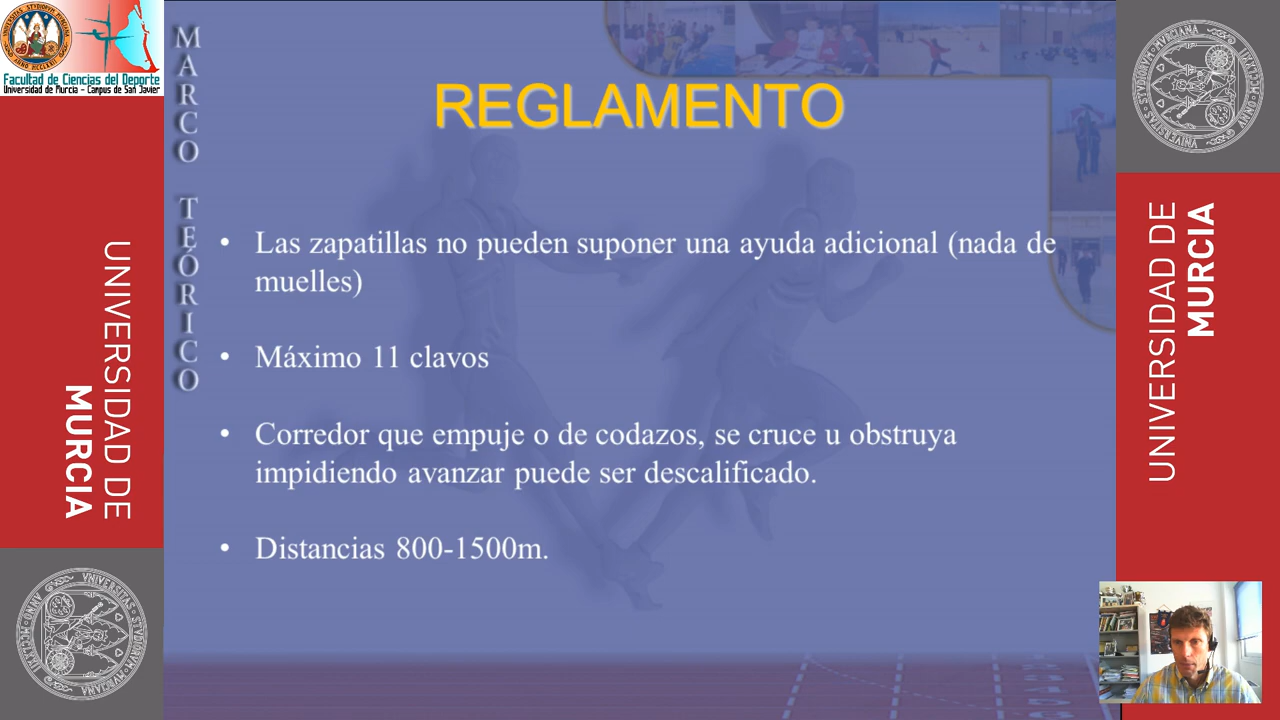 Facultad de Ciencias del Deporte
Universidad de Murcia - Campus de San Javier
UNIVERSIDAD DE
MURCIA
MARCO TEÓRICO
REGLAMENTO
• Las zapatillas no pueden suponer una ayuda adicional (nada de
muelles)
• Máximo 11 clavos
• Corredor que empuje o de codazos, se cruce u obstruya
impidiendo avanzar puede ser descalificado.
• Distancias 800-1500m.
UNIVERSIDAD DE
MURCIA